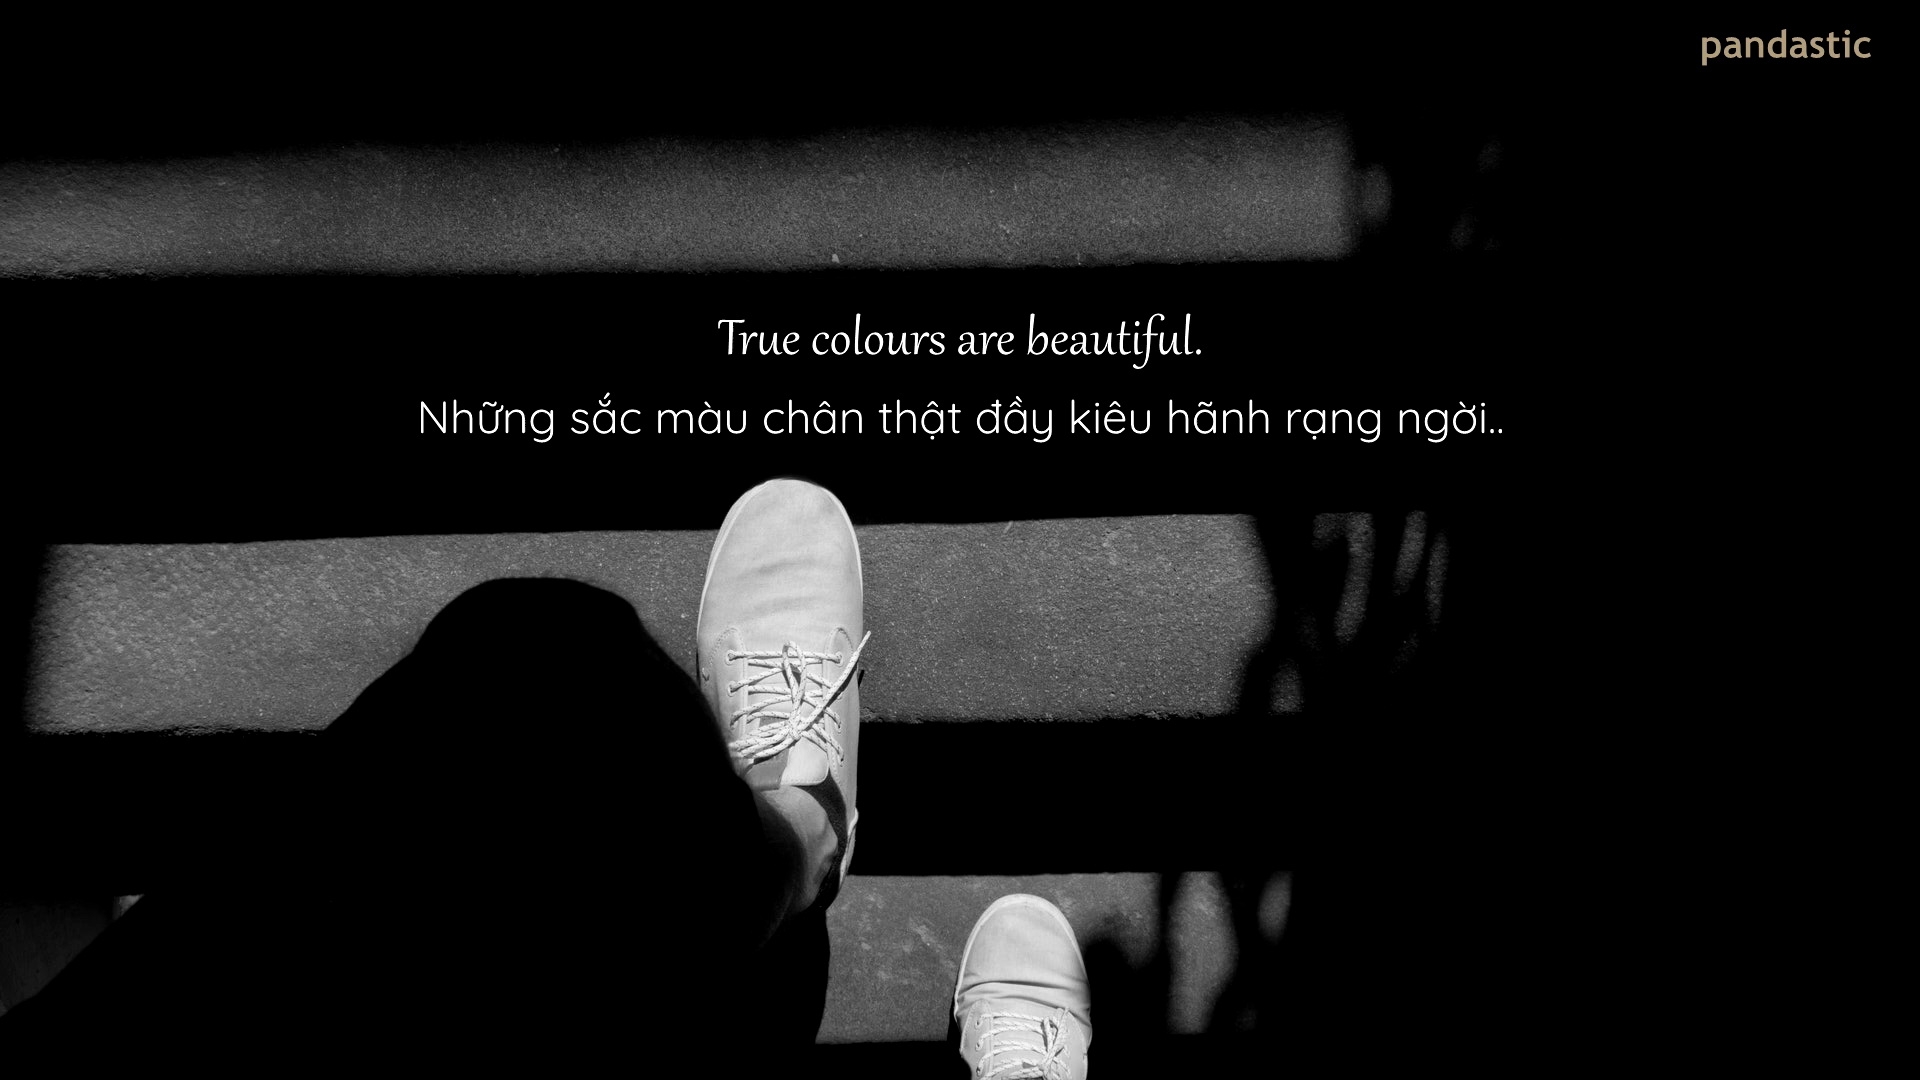 pandastic
True colours are beautiful.
Những sắc màu chân thật đầy kiêu hãnh rạng ngời..